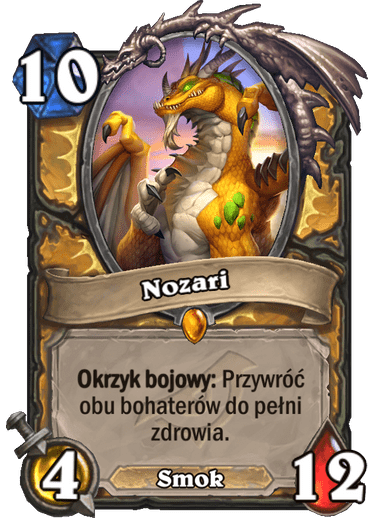 10
Nozari
Okrzyk bojowy: Przywróć
obu bohaterów do pełni
zdrowia.
4
Smok
12